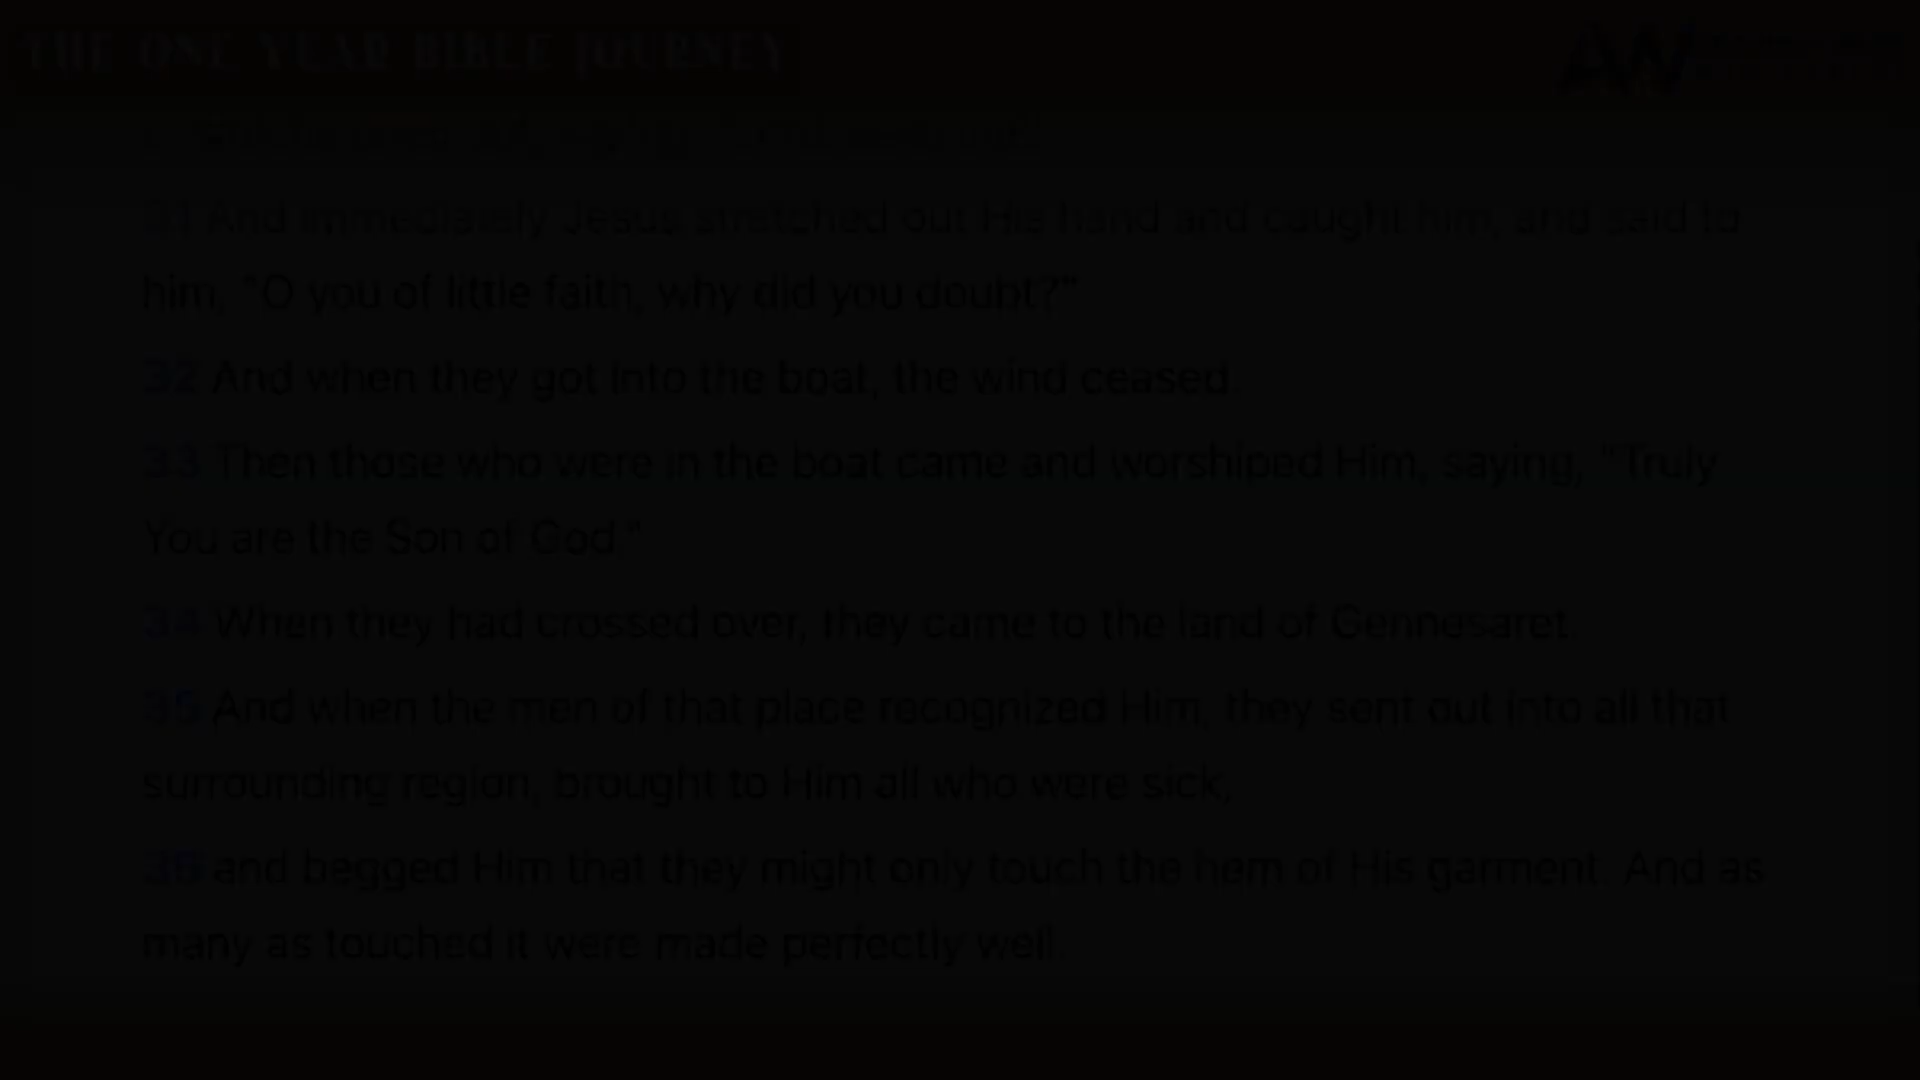 THE ONE YEAR BIBLE JOURNEY
AW
31 And immediately Jesus stretched out His hand and caught him, and said to
him, "O you of little faith, why did you doubt?"
32 And when they got into the boat, the wind ceased.
33 Then those who were in the boat came and worshiped Him, saying, "Truly
You are the Son of God."
34 When they had crossed over, they came to the land of Gennesaret.
35 And when the men of that place recognized Him, they sent out into all that
surrounding region, brought to Him all who were sick,
36 and begged Him that they might only touch the hem of His garment. And as
many as touched it were made perfectly well.